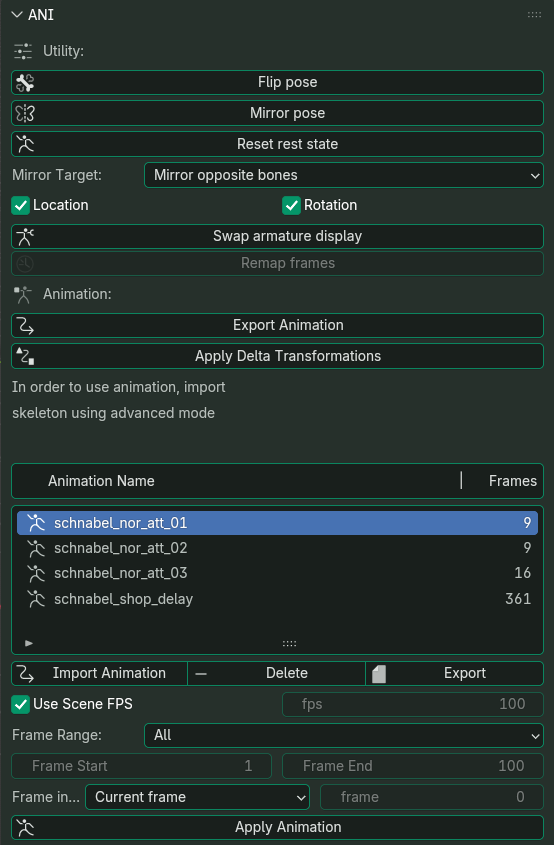 ANI
Utility:
Flip pose
Mirror pose
Reset rest state
Mirror Target: Mirror opposite bones
Location Rotation
Swap armature display
Remap frames
Animation:
Export Animation
Apply Delta Transformations
In order to use animation, import
skeleton using advanced mode
Animation Name | Frames
schnabel_nor_att_01 9
schnabel_nor_att_02 9
schnabel_nor_att_03 16
schnabel_shop_delay 361
Import Animation Delete Export
Use Scene FPS fps 100
Frame Range: All
Frame Start 1 Frame End 100
Frame in... Current frame frame 0
Apply Animation